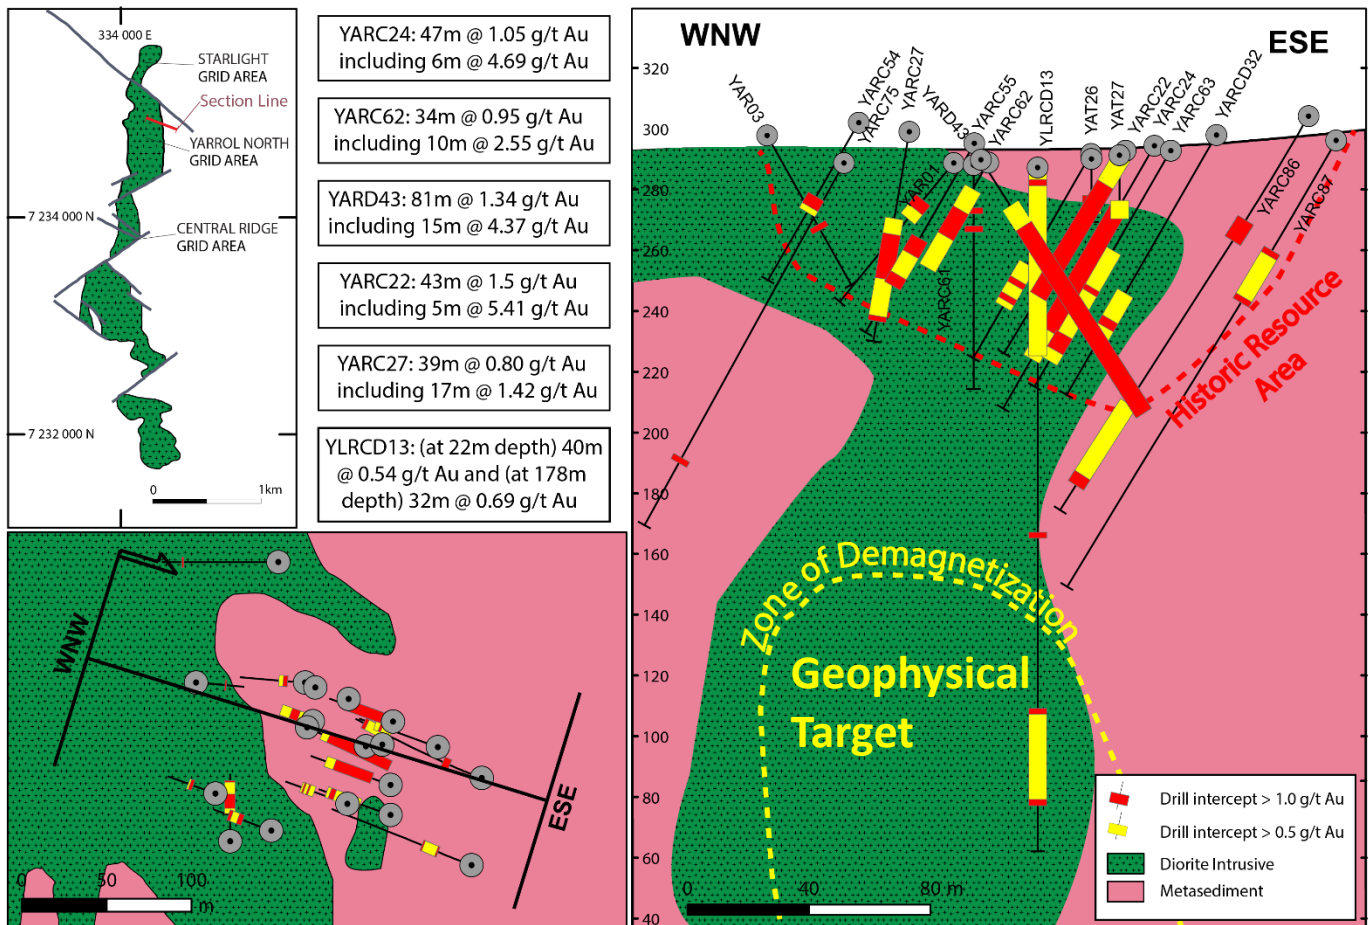 334 000 E
STARLIGHT
GRID AREA
Section Line
YARROL NORTH
GRID AREA
7 234 000 N
CENTRAL RIDGE
GRID AREA
7 232 000 N
0 1km
YARC24: 47m @ 1.05 g/t Au
including 6m @ 4.69 g/t Au
YARC62: 34m @ 0.95 g/t Au
including 10m @ 2.55 g/t Au
YARD43: 81m @ 1.34 g/t Au
including 15m @ 4.37 g/t Au
YARC22: 43m @ 1.5 g/t Au
including 5m @ 5.41 g/t Au
YARC27: 39m @ 0.80 g/t Au
including 17m @ 1.42 g/t Au
YLRCD13: (at 22m depth) 40m
@ 0.54 g/t Au and (at 178m
depth) 32m @ 0.69 g/t Au
WNW
ESE
0 50 100
m
WNW
ESE
YAR03
YARC54
YARC75
YARC27
YARD43
YARC55
YARC62
YLRCD13
YAT26
YAT27
YARC22
YARC24
YARC63
YARCD32
YAR01
YARC61
YARC86
YARC87
320
300
280
260
240
220
200
180
160
140
120
100
80
60
40
Historic Resource
Area
Zone of Demagnetization
Geophysical
Target
0 80 m
Drill intercept > 1.0 g/t Au
Drill intercept > 0.5 g/t Au
Diorite Intrusive
Metasediment